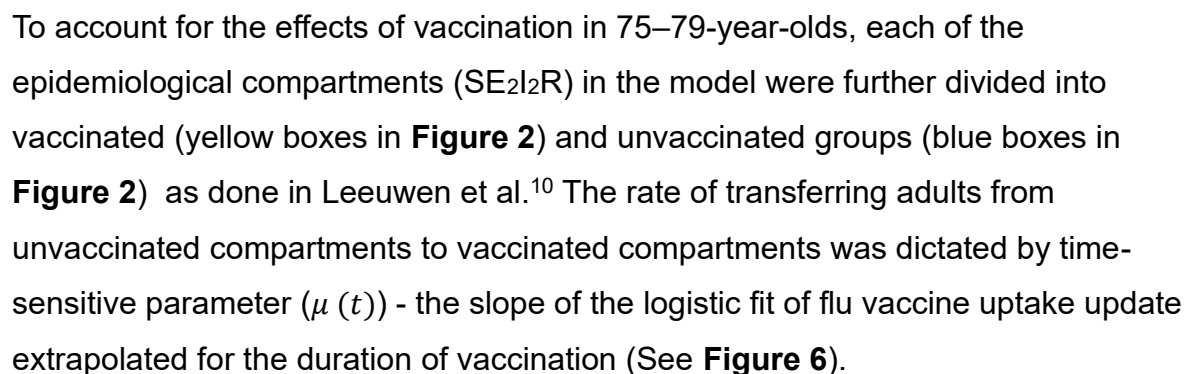 To account for the effects of vaccination in 75–79-year-olds, each of the
epidemiological compartments (SE2I2R) in the model were further divided into
vaccinated (yellow boxes in Figure 2) and unvaccinated groups (blue boxes in
Figure 2)  as done in Leeuwen et al.10 The rate of transferring adults from
unvaccinated compartments to vaccinated compartments was dictated by time-
sensitive parameter (μ (t)) - the slope of the logistic fit of flu vaccine uptake update
extrapolated for the duration of vaccination (See Figure 6).